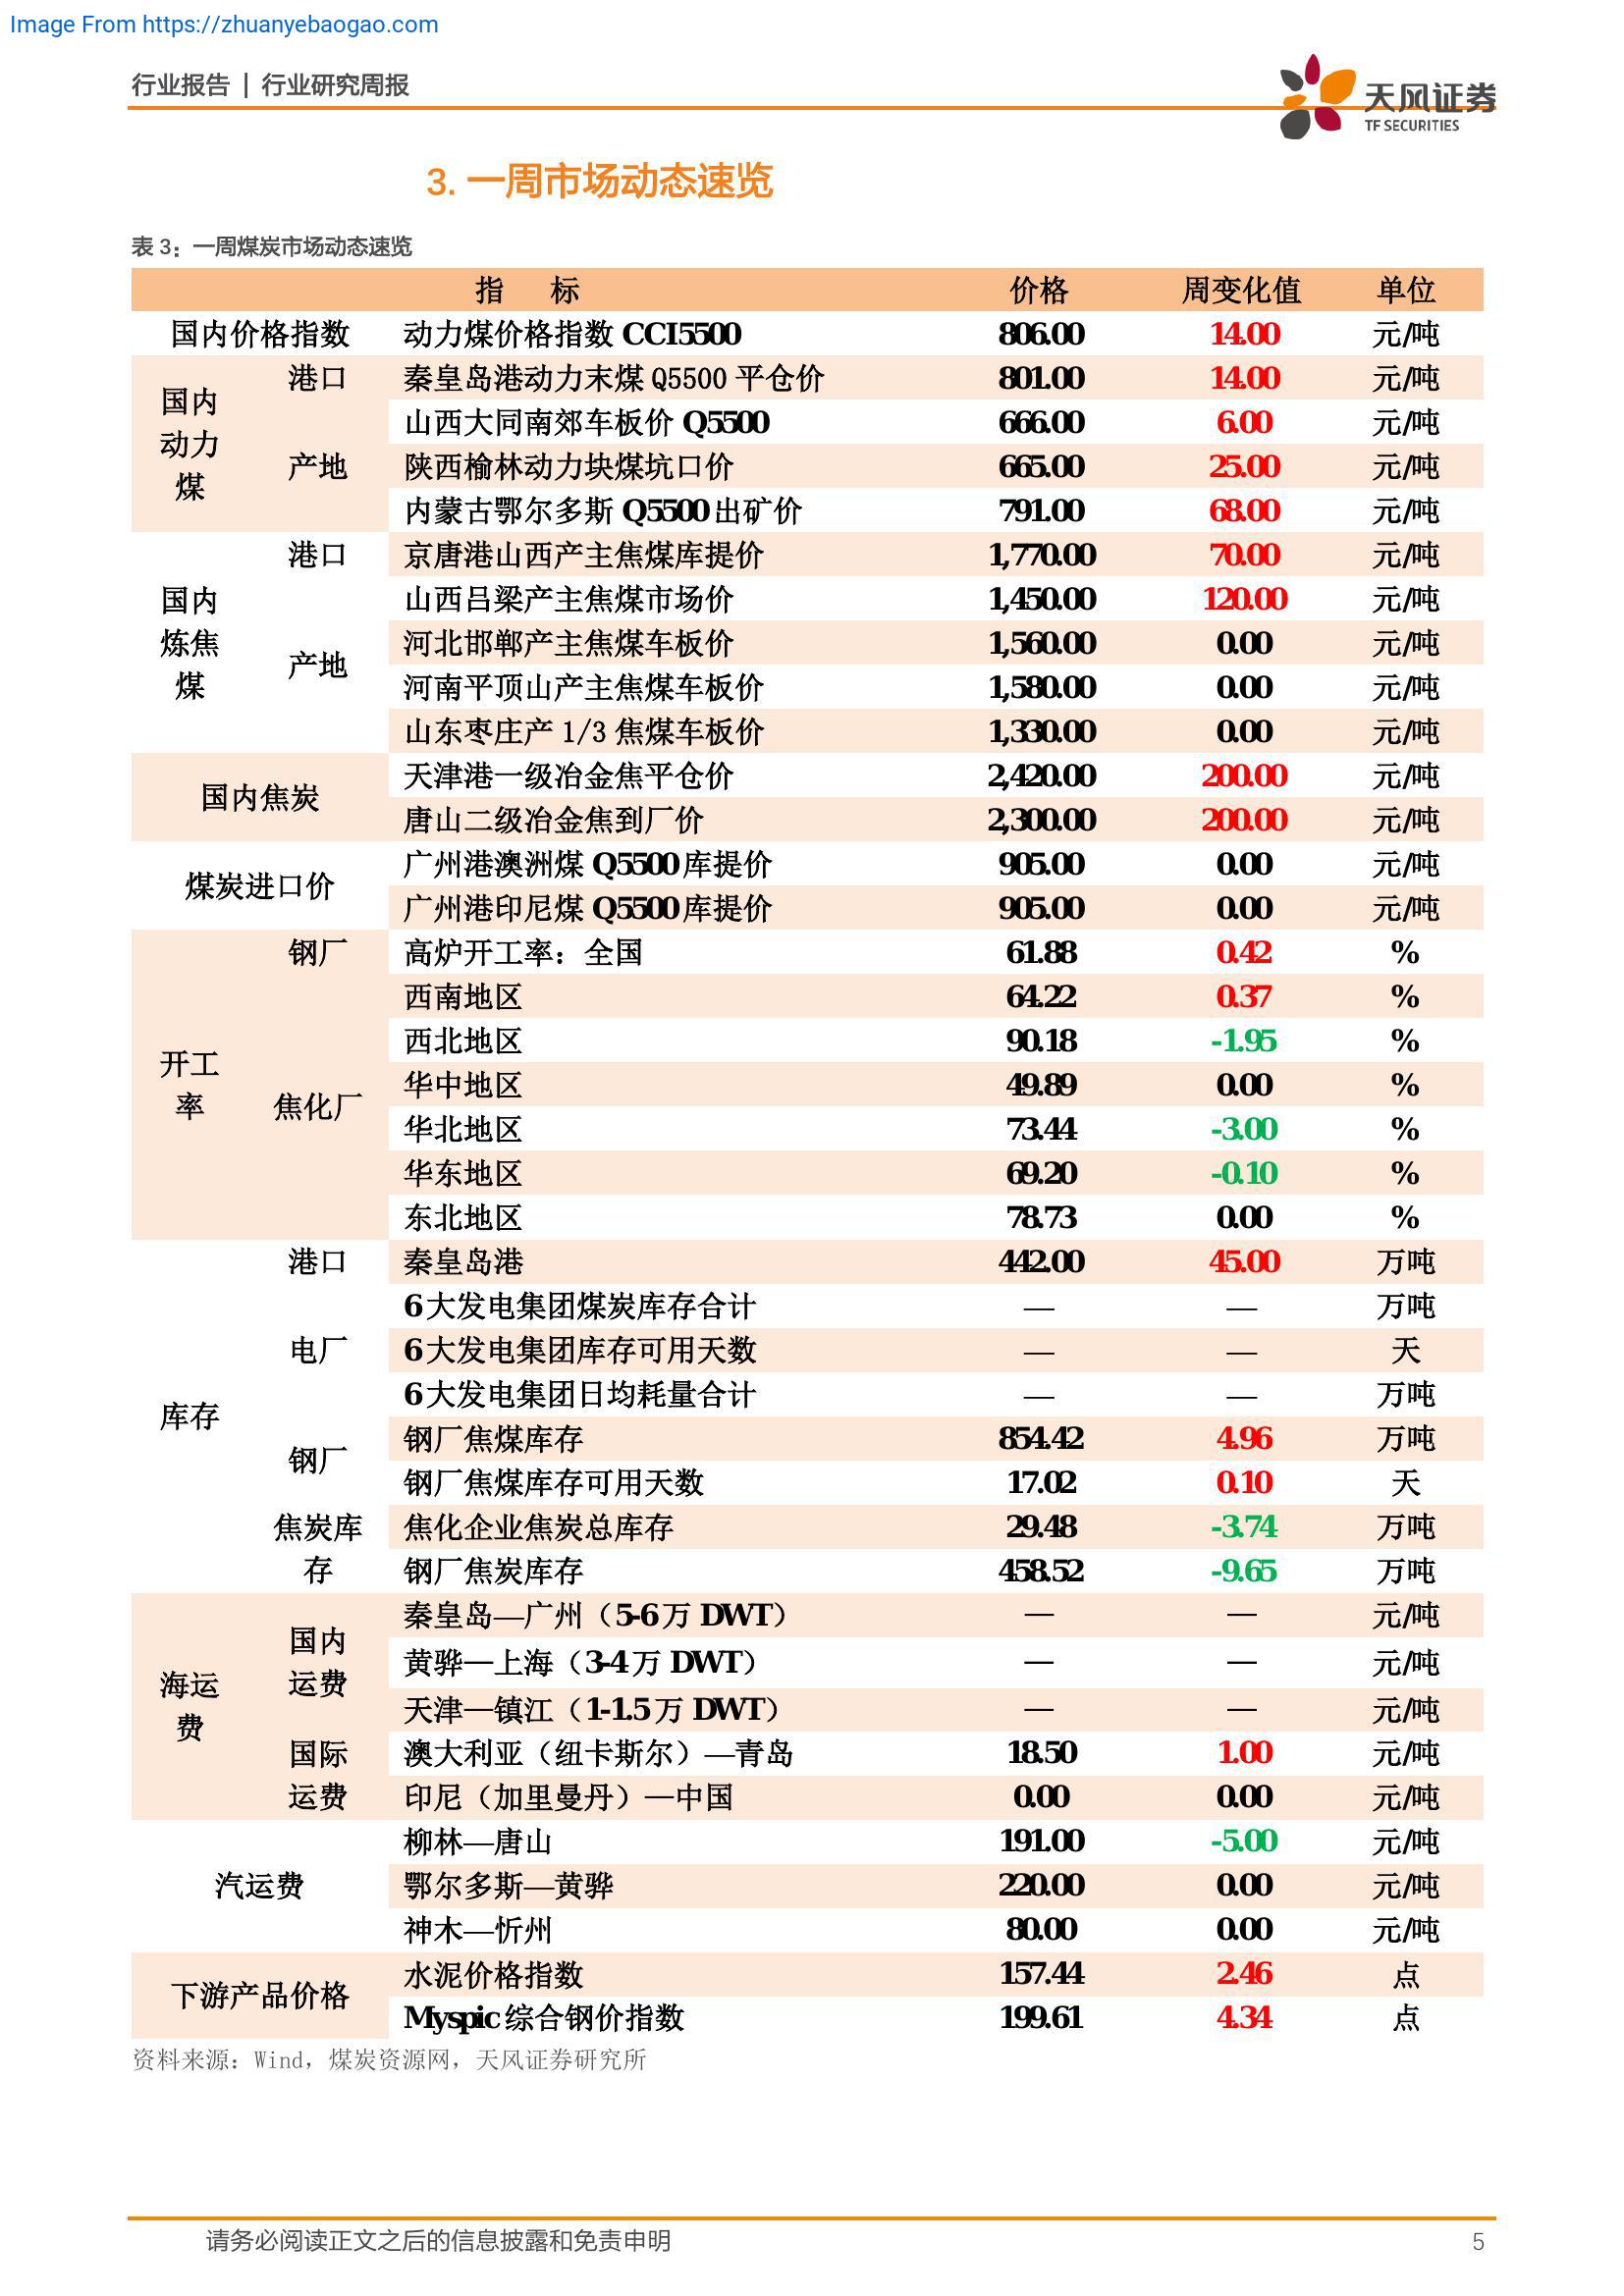 Image From https://zhuanyebaogao.com
行业报告 | 行业研究周报
天风证券
TF SECURITIES
3. 一周市场动态速览
表 3：一周煤炭市场动态速览
指 标 价格 周变化值 单位
国内价格指数 动力煤价格指数 CCI5500 806.00 14.00 元/吨
国内动力煤 港口 秦皇岛港动力末煤 Q5500 平仓价 801.00 14.00 元/吨
产地 山西大同南郊车板价 Q5500 666.00 6.00 元/吨
陕西榆林动力块煤坑口价 665.00 25.00 元/吨
内蒙古鄂尔多斯 Q5500 出矿价 791.00 68.00 元/吨
国内炼焦煤 港口 京唐港山西产主焦煤库提价 1,770.00 70.00 元/吨
产地 山西吕梁产主焦煤市场价 1,450.00 120.00 元/吨
河北邯郸产主焦煤车板价 1,560.00 0.00 元/吨
河南平顶山产主焦煤车板价 1,580.00 0.00 元/吨
山东枣庄产 1/3 焦煤车板价 1,330.00 0.00 元/吨
国内焦炭 天津港一级冶金焦平仓价 2,420.00 200.00 元/吨
唐山二级冶金焦到厂价 2,300.00 200.00 元/吨
煤炭进口价 广州港澳洲煤 Q5500 库提价 905.00 0.00 元/吨
广州港印尼煤 Q5500 库提价 905.00 0.00 元/吨
开工率 钢厂 高炉开工率：全国 61.88 0.42 %
焦化厂 西南地区 64.22 0.37 %
西北地区 90.18 -1.95 %
华中地区 49.89 0.00 %
华北地区 73.44 -3.00 %
华东地区 69.20 -0.10 %
东北地区 78.73 0.00 %
库存 港口 秦皇岛港 442.00 45.00 万吨
电厂 6 大发电集团煤炭库存合计 — — 万吨
6 大发电集团库存可用天数 — — 天
6 大发电集团日均耗量合计 — — 万吨
钢厂 钢厂焦煤库存 854.42 4.96 万吨
钢厂焦煤库存可用天数 17.02 0.10 天
焦炭库存 焦化企业焦炭总库存 29.48 -3.74 万吨
钢厂焦炭库存 458.52 -9.65 万吨
海运费 国内运费 秦皇岛—广州（5-6 万 DWT） — — 元/吨
黄骅—上海（3-4 万 DWT） — — 元/吨
天津—镇江（1-1.5 万 DWT） — — 元/吨
国际运费 澳大利亚（纽卡斯尔）—青岛 18.50 1.00 元/吨
印尼（加里曼丹）—中国 0.00 0.00 元/吨
汽运费 柳林—唐山 191.00 -5.00 元/吨
鄂尔多斯—黄骅 220.00 0.00 元/吨
神木—忻州 80.00 0.00 元/吨
下游产品价格 水泥价格指数 157.44 2.46 点
Myspic 综合钢价指数 199.61 4.34 点
资料来源：Wind，煤炭资源网，天风证券研究所
请务必阅读正文之后的信息披露和免责申明 5